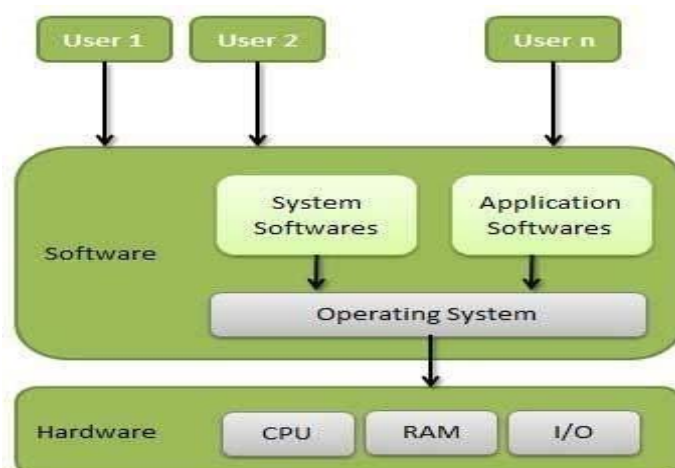 User 1
User 2
User n
System
Softwares
Application
Softwares
Software
Operating System
Hardware
CPU
RAM
I/O